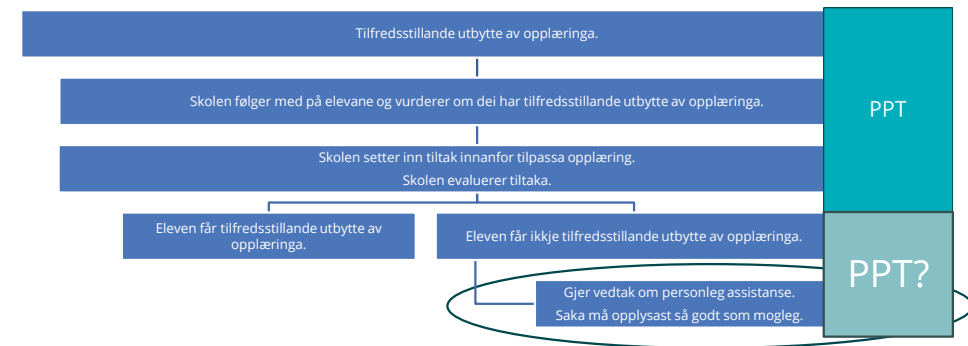 Tilfredsstillande utbytte av opplæringa.
Skolen følger med på elevane og vurderer om dei har tilfredsstillande utbytte av opplæringa.
PPT
Skolen setter inn tiltak innanfor tilpassa opplæring.
Skolen evaluerer tiltaka.
Eleven får tilfredsstillande utbytte av
opplæringa.
Eleven får ikkje tilfredsstillande utbytte av opplæringa.
PPT?
Gjer vedtak om personleg assistanse.
Saka må opplysast så godt som mogleg.